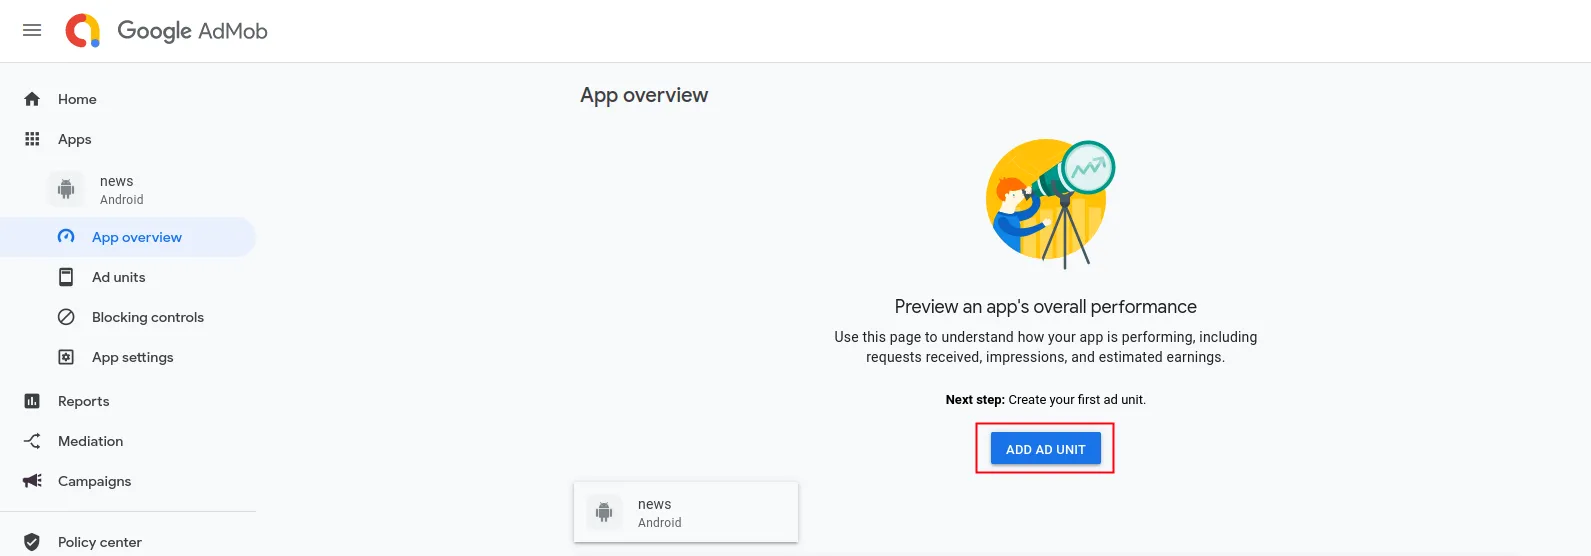 Google AdMob
Home
Apps
news
Android
App overview
Ad units
Blocking controls
App settings
Reports
Mediation
Campaigns
Policy center
App overview
Preview an app's overall performance
Use this page to understand how your app is performing, including
requests received, impressions, and estimated earnings.
Next step: Create your first ad unit.
ADD AD UNIT
news
Android